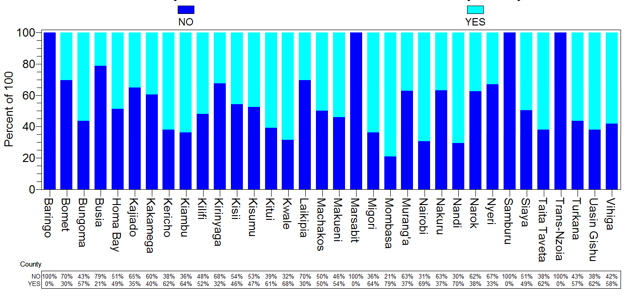 NO YES
100
80
60
40
20
0
Percent of 100
Baringo
Bomet
Bungoma
Busia
Homa Bay
Kajiado
Kakamega
Kericho
Kiambu
Kilifi
Kirinyaga
Kisii
Kisumu
Kitui
Kwale
Laikipia
Machakos
Makueni
Marsabit
Migori
Mombasa
Murang'a
Nairobi
Nakuru
Nandi
Narok
Nyeri
Samburu
Siaya
Taita Taveta
Trans-Nzoia
Turkana
Uasin Gishu
Vihiga
County
NO 100% 70% 43% 79% 51% 65% 60% 38% 36% 48% 68% 54% 53% 39% 32% 70% 50% 46% 100% 36% 21% 63% 31% 63% 30% 62% 67% 100% 51% 38% 100% 43% 38% 42%
YES 0% 30% 57% 21% 49% 35% 40% 62% 64% 52% 32% 46% 47% 61% 68% 30% 50% 54% 0% 64% 79% 37% 69% 37% 70% 38% 33% 0% 49% 62% 0% 57% 62% 58%